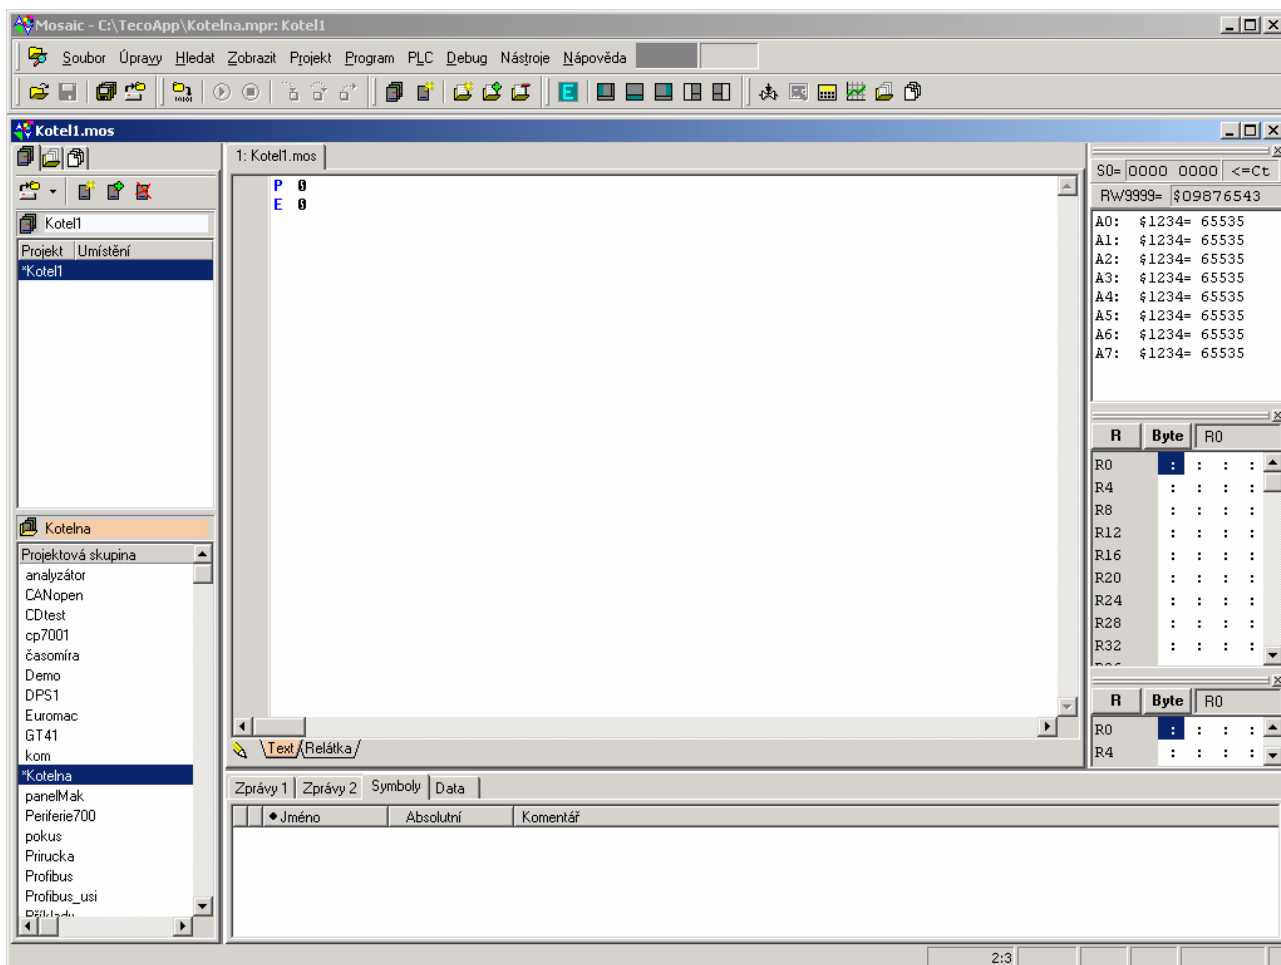 Mosaic - C:\TecoApp\Kotelna.mpr: Kotel1
Soubor Úpravy Hledat Zobrazit Projekt Program PLC Debug Nástroje Nápověda
Kotel1.mos
1: Kotel1.mos
P 0
E 0
Kotel1
Projekt Umístění
*Kotel1
Kotelna
Projektová skupina
analyzátor
CANopen
CDtest
cp7001
časomíra
Demo
DPS1
Euromac
GT41
kom
*Kotelna
panelMak
Periferie700
pokus
Prirucka
Profibus
Profibus_usi
Příklady
Text Relátka
S0= 0000 0000 <=Ct
RW9999= $09876543
A0: $1234= 65535
A1: $1234= 65535
A2: $1234= 65535
A3: $1234= 65535
A4: $1234= 65535
A5: $1234= 65535
A6: $1234= 65535
A7: $1234= 65535
R Byte R0
R0 : : : :
R4 : : : :
R8 : : : :
R12 : : : :
R16 : : : :
R20 : : : :
R24 : : : :
R28 : : : :
R32 : : : :
R Byte R0
R0 : : : :
R4 : : : :
Zprávy 1 Zprávy 2 Symboly Data
Jméno Absolutní Komentář
2:3